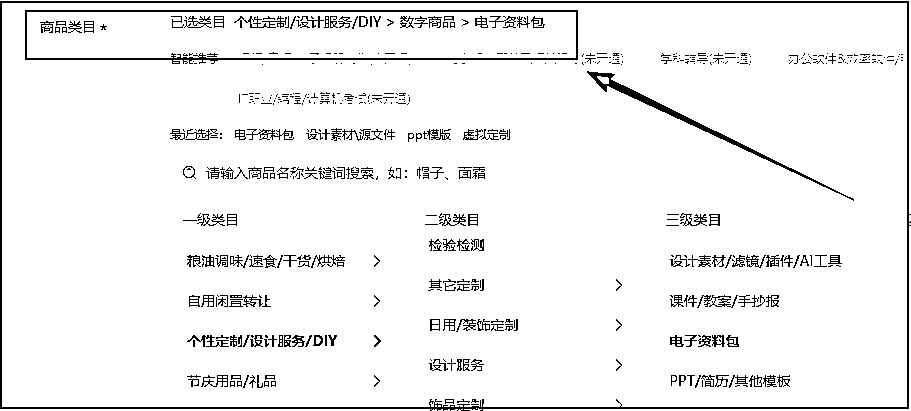 商品类目 * 已选类目 个性定制/设计服务/DIY > 数字商品 > 电子资料包
智能推荐 (未开通) 学科辅导(未开通) 办公软件&效率软件/
IT职业/编程/计算机考试(未开通)
最近选择: 电子资料包 设计素材\源文件 ppt模版 虚拟定制
请输入商品名称关键词搜索，如：帽子、面霜
一级类目 二级类目 三级类目
检验检测
粮油调味/速食/干货/烘焙 > 设计素材/滤镜/插件/AI工具
其它定制 >
自用闲置转让 > 课件/教案/手抄报
日用/装饰定制 >
个性定制/设计服务/DIY > 电子资料包
设计服务 >
节庆用品/礼品 > PPT/简历/其他模板
饰品定制 >